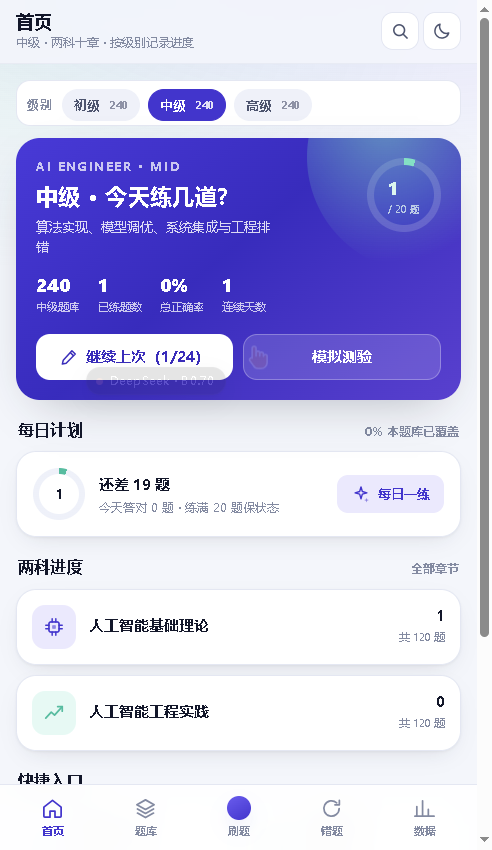 首页
中级·两科十章·按级别记录进度
级别 初级 240 中级 240 高级 240
AI ENGINEER • MID
中级·今天练几道?
算法实现、模型调优、系统集成与工程排
错
1
/ 20 题
240 1 0% 1
中级题库 已练题数 总正确率 连续天数
继续上次 (1/24) 模拟测验
DeepSeek · B 0.70
每日计划 0% 本题库已覆盖
1 还差 19 题
今天答对 0 题·练满 20 题保状态
每日一练
两科进度 全部章节
人工智能基础理论 1
共 120 题
人工智能工程实践 0
共 120 题
快捷入口
首页 题库 刷题 错题 数据